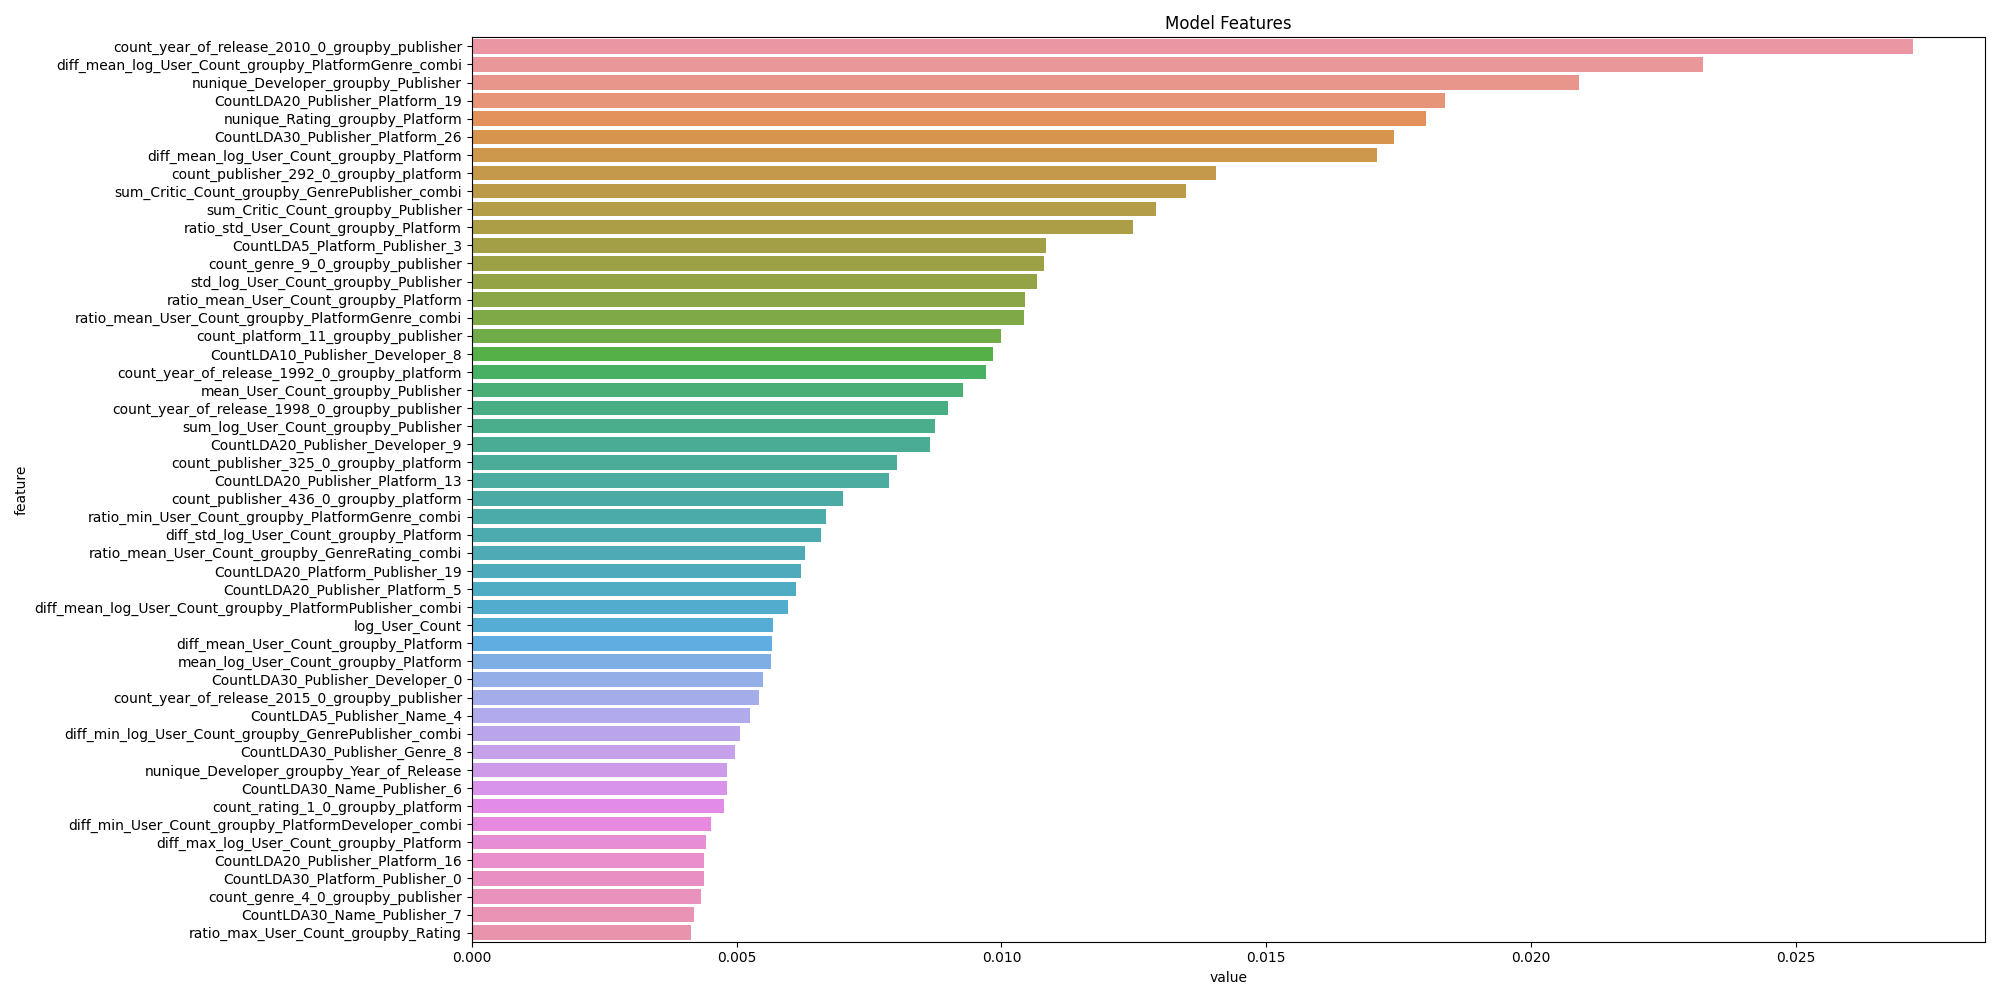 Model Features
count_year_of_release_2010_0_groupby_publisher
diff_mean_log_User_Count_groupby_PlatformGenre_combi
nunique_Developer_groupby_Publisher
CountLDA20_Publisher_Platform_19
nunique_Rating_groupby_Platform
CountLDA30_Publisher_Platform_26
diff_mean_log_User_Count_groupby_Platform
count_publisher_292_0_groupby_platform
sum_Critic_Count_groupby_GenrePublisher_combi
sum_Critic_Count_groupby_Publisher
ratio_std_User_Count_groupby_Platform
CountLDA5_Platform_Publisher_3
count_genre_9_0_groupby_publisher
std_log_User_Count_groupby_Publisher
ratio_mean_User_Count_groupby_Platform
ratio_mean_User_Count_groupby_PlatformGenre_combi
count_platform_11_groupby_publisher
CountLDA10_Publisher_Developer_8
count_year_of_release_1992_0_groupby_platform
mean_User_Count_groupby_Publisher
count_year_of_release_1998_0_groupby_publisher
sum_log_User_Count_groupby_Publisher
CountLDA20_Publisher_Developer_9
count_publisher_325_0_groupby_platform
CountLDA20_Publisher_Platform_13
count_publisher_436_0_groupby_platform
ratio_min_User_Count_groupby_PlatformGenre_combi
diff_std_log_User_Count_groupby_Platform
ratio_mean_User_Count_groupby_GenreRating_combi
CountLDA20_Platform_Publisher_19
CountLDA20_Publisher_Platform_5
diff_mean_log_User_Count_groupby_PlatformPublisher_combi
log_User_Count
diff_mean_User_Count_groupby_Platform
mean_log_User_Count_groupby_Platform
CountLDA30_Publisher_Developer_0
count_year_of_release_2015_0_groupby_publisher
CountLDA5_Publisher_Name_4
diff_min_log_User_Count_groupby_GenrePublisher_combi
CountLDA30_Publisher_Genre_8
nunique_Developer_groupby_Year_of_Release
CountLDA30_Name_Publisher_6
count_rating_1_0_groupby_platform
diff_min_User_Count_groupby_PlatformDeveloper_combi
diff_max_log_User_Count_groupby_Platform
CountLDA20_Publisher_Platform_16
CountLDA30_Platform_Publisher_0
count_genre_4_0_groupby_publisher
CountLDA30_Name_Publisher_7
ratio_max_User_Count_groupby_Rating
feature
0.000 0.005 0.010 0.015 0.020 0.025
value